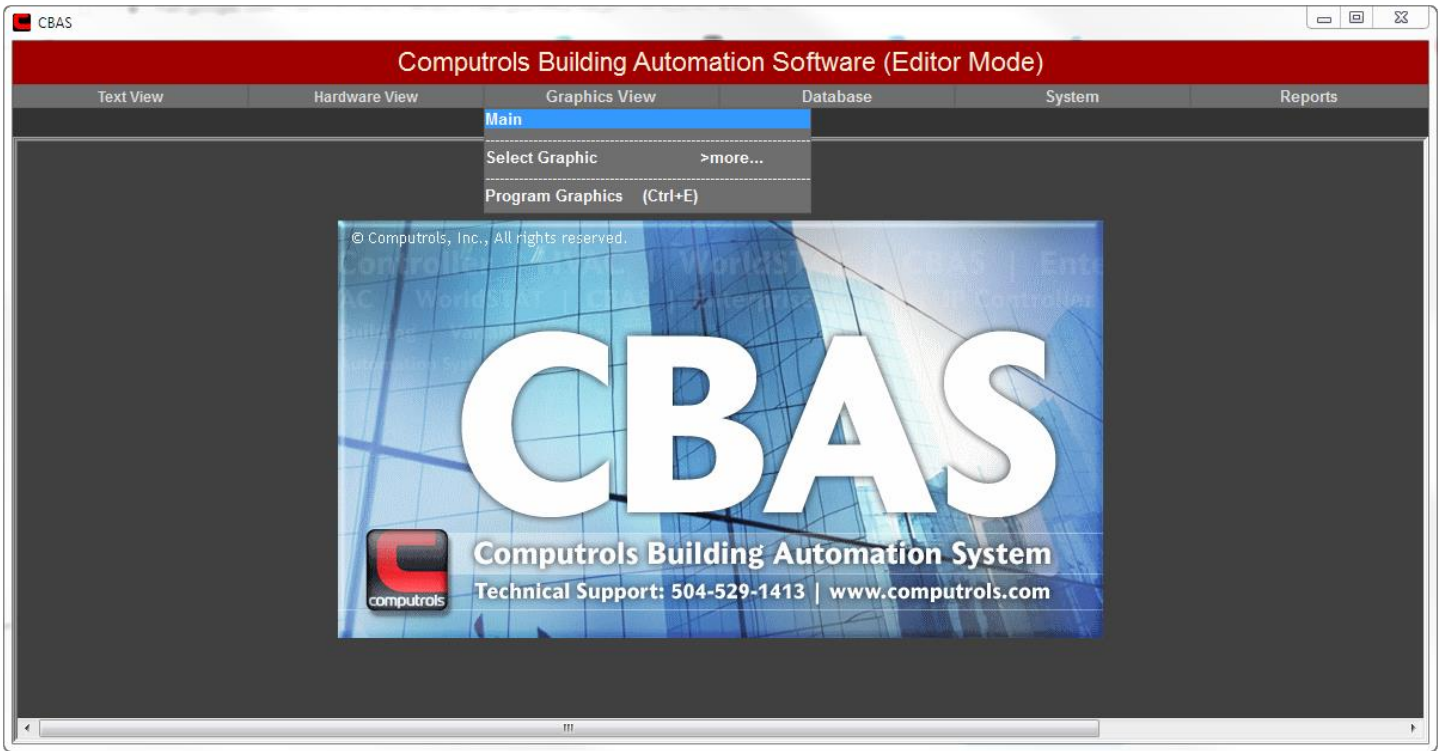 CBAS
Computrols Building Automation Software (Editor Mode)
Text View Hardware View Graphics View Database System Reports
Main
Select Graphic >more...
Program Graphics (Ctrl+E)
© Computrols, Inc., All rights reserved.
CBAS
Computrols Building Automation System
Technical Support: 504-529-1413 | www.computrols.com
computrols